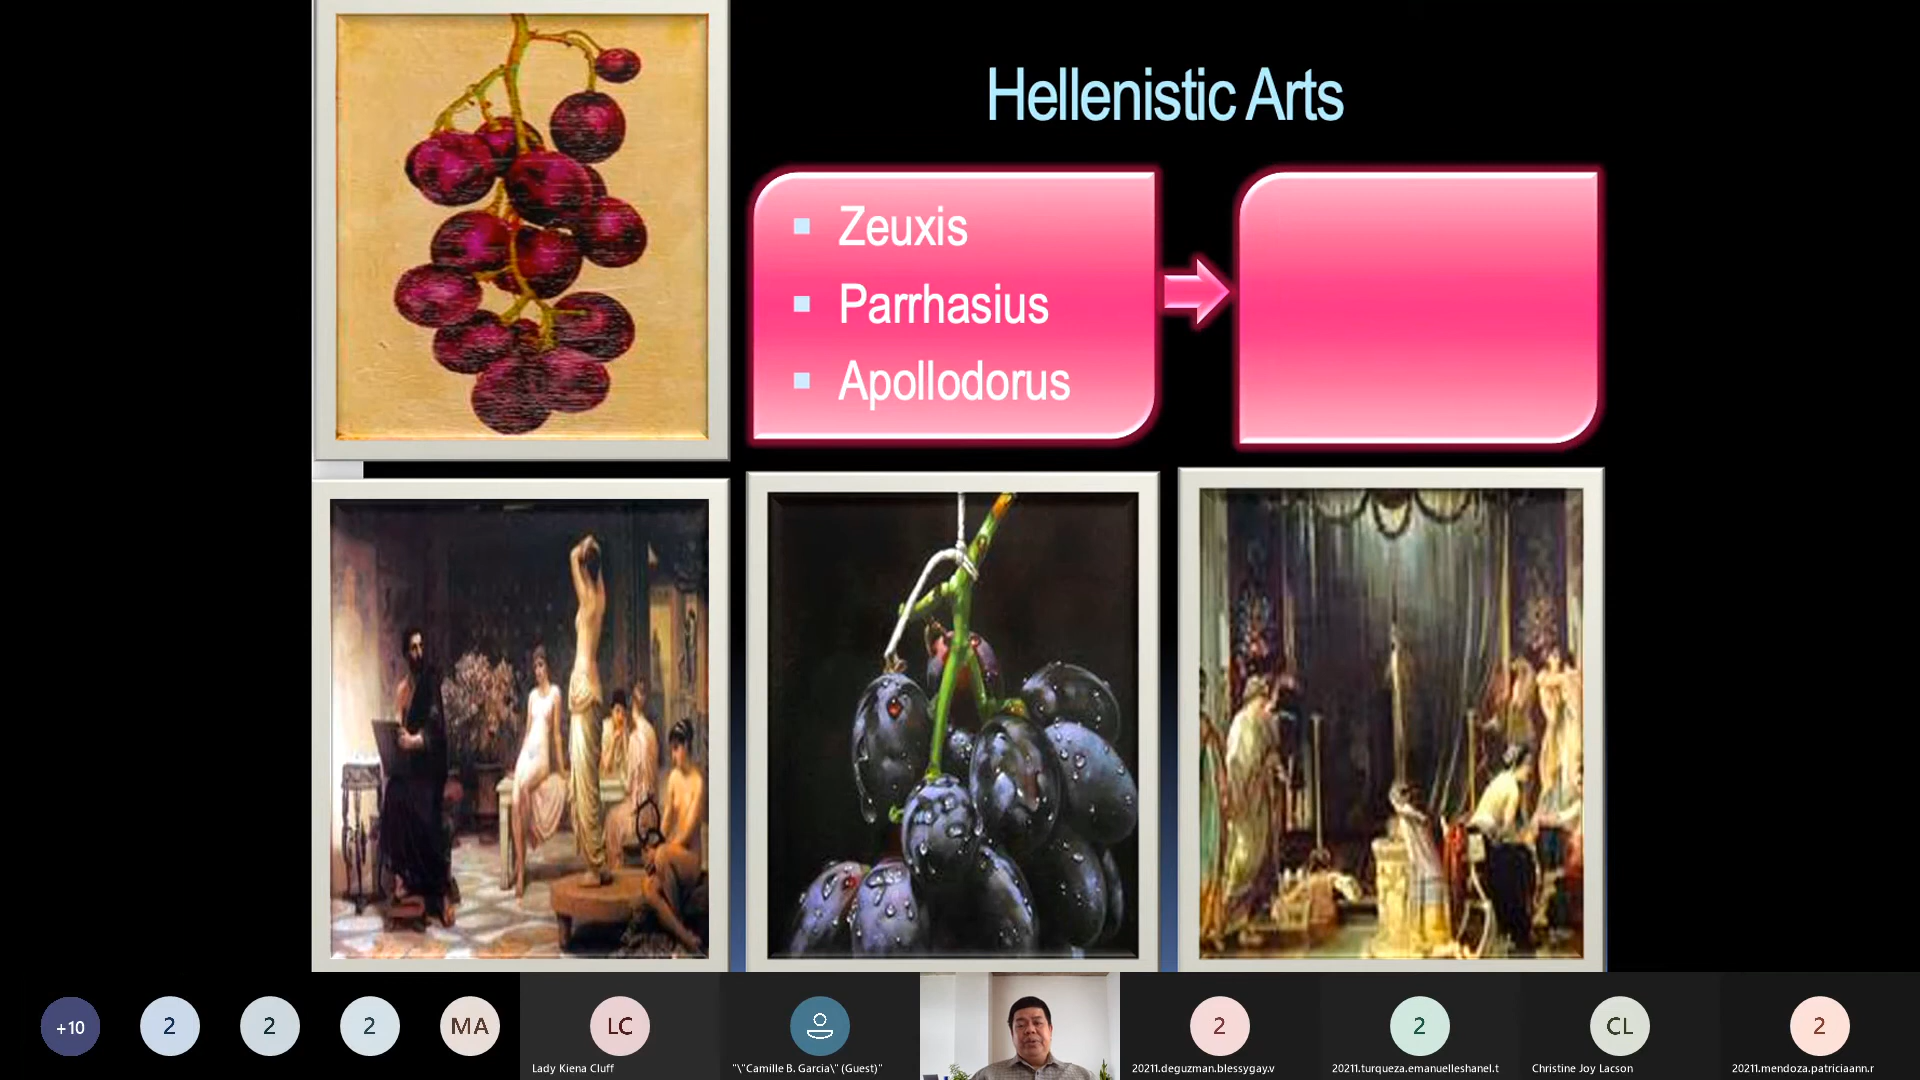 Hellenistic Arts
Zeuxis
Parrhasius
Apollodorus
+10
2
2
2
MA
LC
2
2
CL
2
Lady Kiena Cluff
"\"Camille B. Garcia\" (Guest)"
20211.deguzman.blessygay.v
20211.turqueza.emanuelleshanel.t
Christine Joy Lacson
20211.mendoza.patriciaann.r